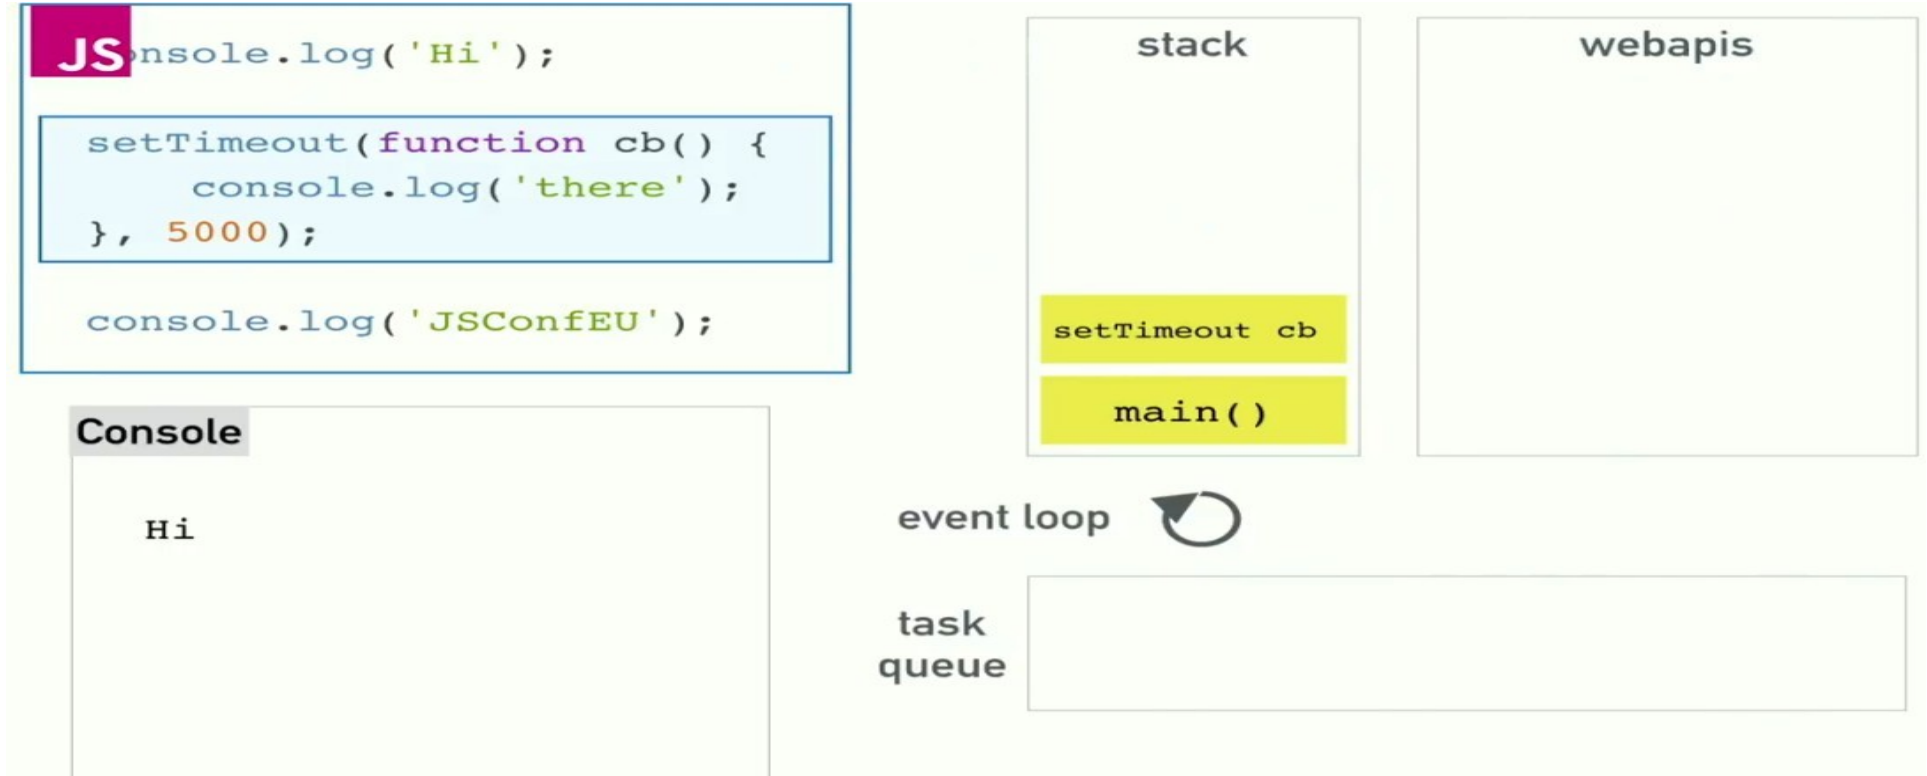 JS
nsole.log('Hi');
setTimeout(function cb() {
console.log('there');
}, 5000);
console.log('JSConfEU');
Console
Hi
stack
setTimeout cb
main()
webapis
event loop
task
queue